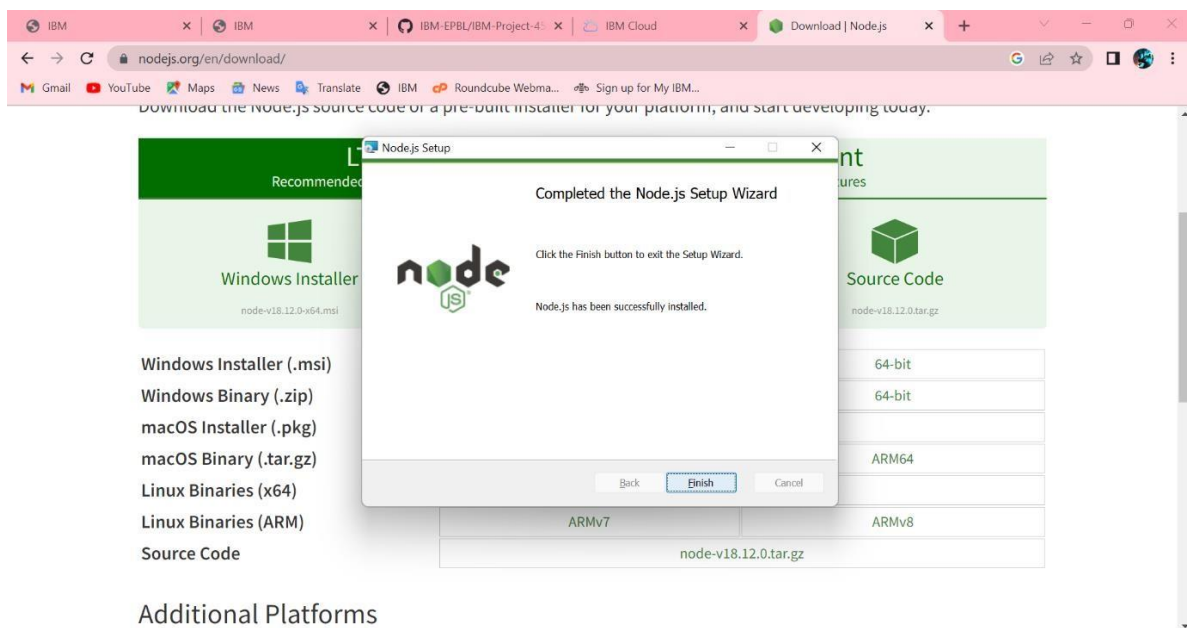 IBM
IBM
IBM-EPBL/IBM-Project-45
IBM Cloud
Download | Node.js
nodejs.org/en/download/
Gmail YouTube Maps News Translate IBM Roundcube Webma... Sign up for My IBM...
Download the Node.js source code or a pre-built installer for your platform, and start developing today.
Node.js Setup
L
Recommended
nt
tures
Completed the Node.js Setup Wizard
Click the Finish button to exit the Setup Wizard.
node
JS
Node.js has been successfully installed.
Back Finish Cancel
Windows Installer
node-v18.12.0-x64.msi
Source Code
node-v18.12.0.tar.gz
Windows Installer (.msi) 64-bit
Windows Binary (.zip) 64-bit
macOS Installer (.pkg)
macOS Binary (.tar.gz) ARM64
Linux Binaries (x64)
Linux Binaries (ARM) ARMv7 ARMv8
Source Code node-v18.12.0.tar.gz
Additional Platforms